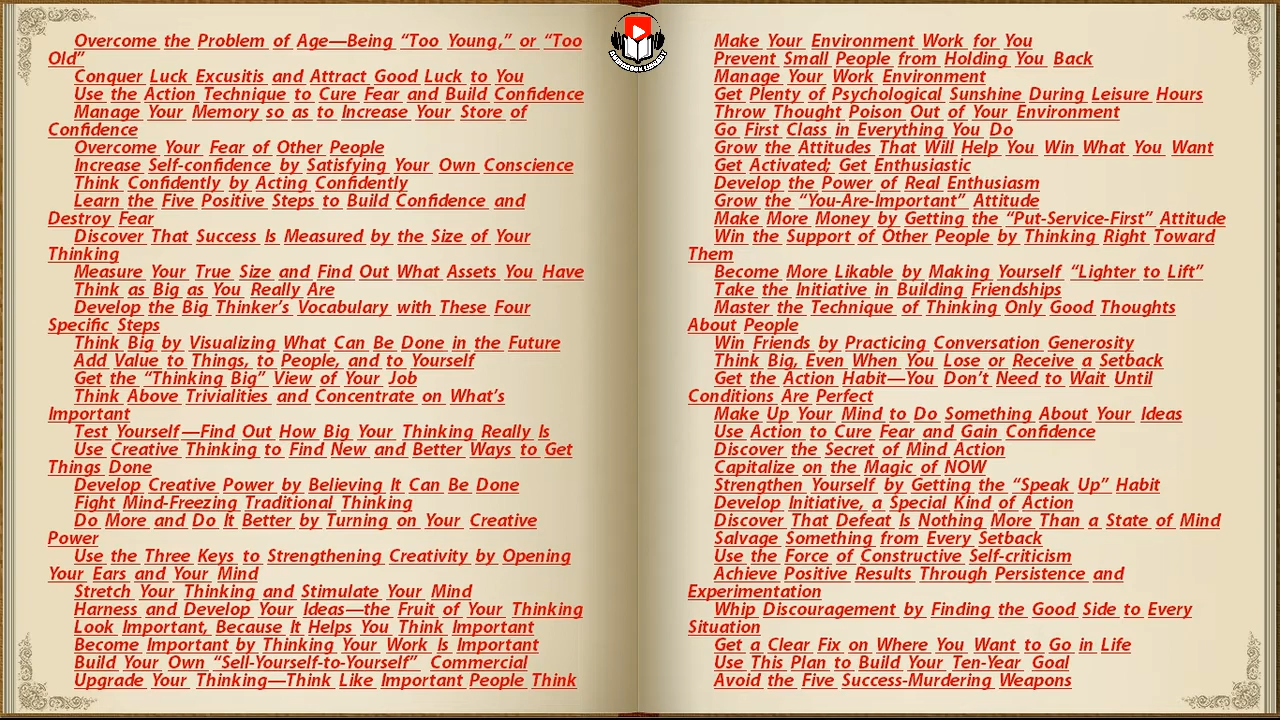 Overcome the Problem of Age—Being “Too Young,” or “Too
Old”
Conquer Luck Excusitis and Attract Good Luck to You
Use the Action Technique to Cure Fear and Build Confidence
Manage Your Memory so as to Increase Your Store of
Confidence
Overcome Your Fear of Other People
Increase Self-confidence by Satisfying Your Own Conscience
Think Confidently by Acting Confidently
Learn the Five Positive Steps to Build Confidence and
Destroy Fear
Discover That Success Is Measured by the Size of Your
Thinking
Measure Your True Size and Find Out What Assets You Have
Think as Big as You Really Are
Develop the Big Thinker’s Vocabulary with These Four
Specific Steps
Think Big by Visualizing What Can Be Done in the Future
Add Value to Things, to People, and to Yourself
Get the “Thinking Big” View of Your Job
Think Above Trivialities and Concentrate on What’s
Important
Test Yourself—Find Out How Big Your Thinking Really Is
Use Creative Thinking to Find New and Better Ways to Get
Things Done
Develop Creative Power by Believing It Can Be Done
Fight Mind-Freezing Traditional Thinking
Do More and Do It Better by Turning on Your Creative
Power
Use the Three Keys to Strengthening Creativity by Opening
Your Ears and Your Mind
Stretch Your Thinking and Stimulate Your Mind
Harness and Develop Your Ideas—the Fruit of Your Thinking
Look Important, Because It Helps You Think Important
Become Important by Thinking Your Work Is Important
Build Your Own “Sell-Yourself-to-Yourself” Commercial
Upgrade Your Thinking—Think Like Important People Think
AUDIOBOOK LIBRARY
Make Your Environment Work for You
Prevent Small People from Holding You Back
Manage Your Work Environment
Get Plenty of Psychological Sunshine During Leisure Hours
Throw Thought Poison Out of Your Environment
Go First Class in Everything You Do
Grow the Attitudes That Will Help You Win What You Want
Get Activated; Get Enthusiastic
Develop the Power of Real Enthusiasm
Grow the “You-Are-Important” Attitude
Make More Money by Getting the “Put-Service-First” Attitude
Win the Support of Other People by Thinking Right Toward
Them
Become More Likable by Making Yourself “Lighter to Lift”
Take the Initiative in Building Friendships
Master the Technique of Thinking Only Good Thoughts
About People
Win Friends by Practicing Conversation Generosity
Think Big, Even When You Lose or Receive a Setback
Get the Action Habit—You Don’t Need to Wait Until
Conditions Are Perfect
Make Up Your Mind to Do Something About Your Ideas
Use Action to Cure Fear and Gain Confidence
Discover the Secret of Mind Action
Capitalize on the Magic of NOW
Strengthen Yourself by Getting the “Speak Up” Habit
Develop Initiative, a Special Kind of Action
Discover That Defeat Is Nothing More Than a State of Mind
Salvage Something from Every Setback
Use the Force of Constructive Self-criticism
Achieve Positive Results Through Persistence and
Experimentation
Whip Discouragement by Finding the Good Side to Every
Situation
Get a Clear Fix on Where You Want to Go in Life
Use This Plan to Build Your Ten-Year Goal
Avoid the Five Success-Murdering Weapons